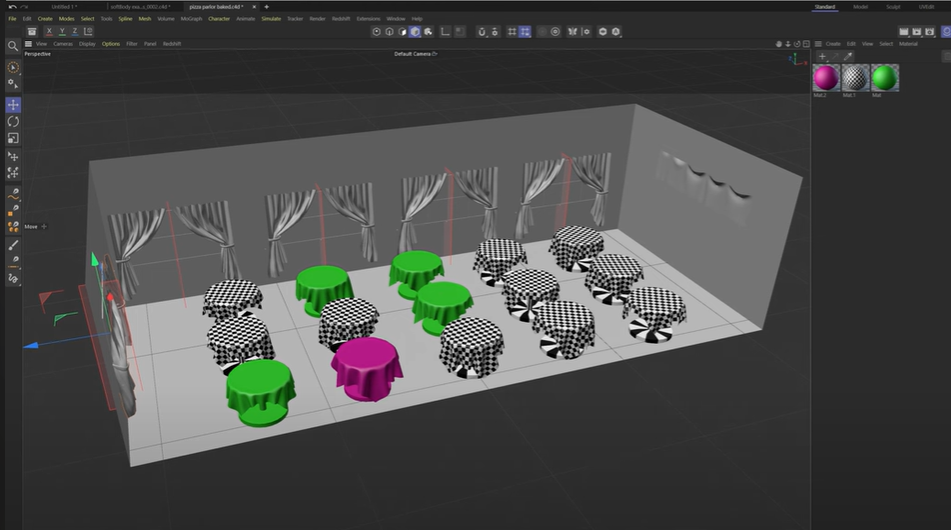 Untitled 1 *
pizza parlor baked.c4d *
Standard Model Sculpt UVEdit
File Edit Create Modes Select Tools Spline Mesh Volume MoGraph Character Animate Simulate Tracker Render Redshift Extensions Window Help
X Y Z
View Cameras Display Options Filter Panel Redshift
Create Edit View Select Material
Perspective
Default Camera
Mat.2 Mat.1 Mat
Move